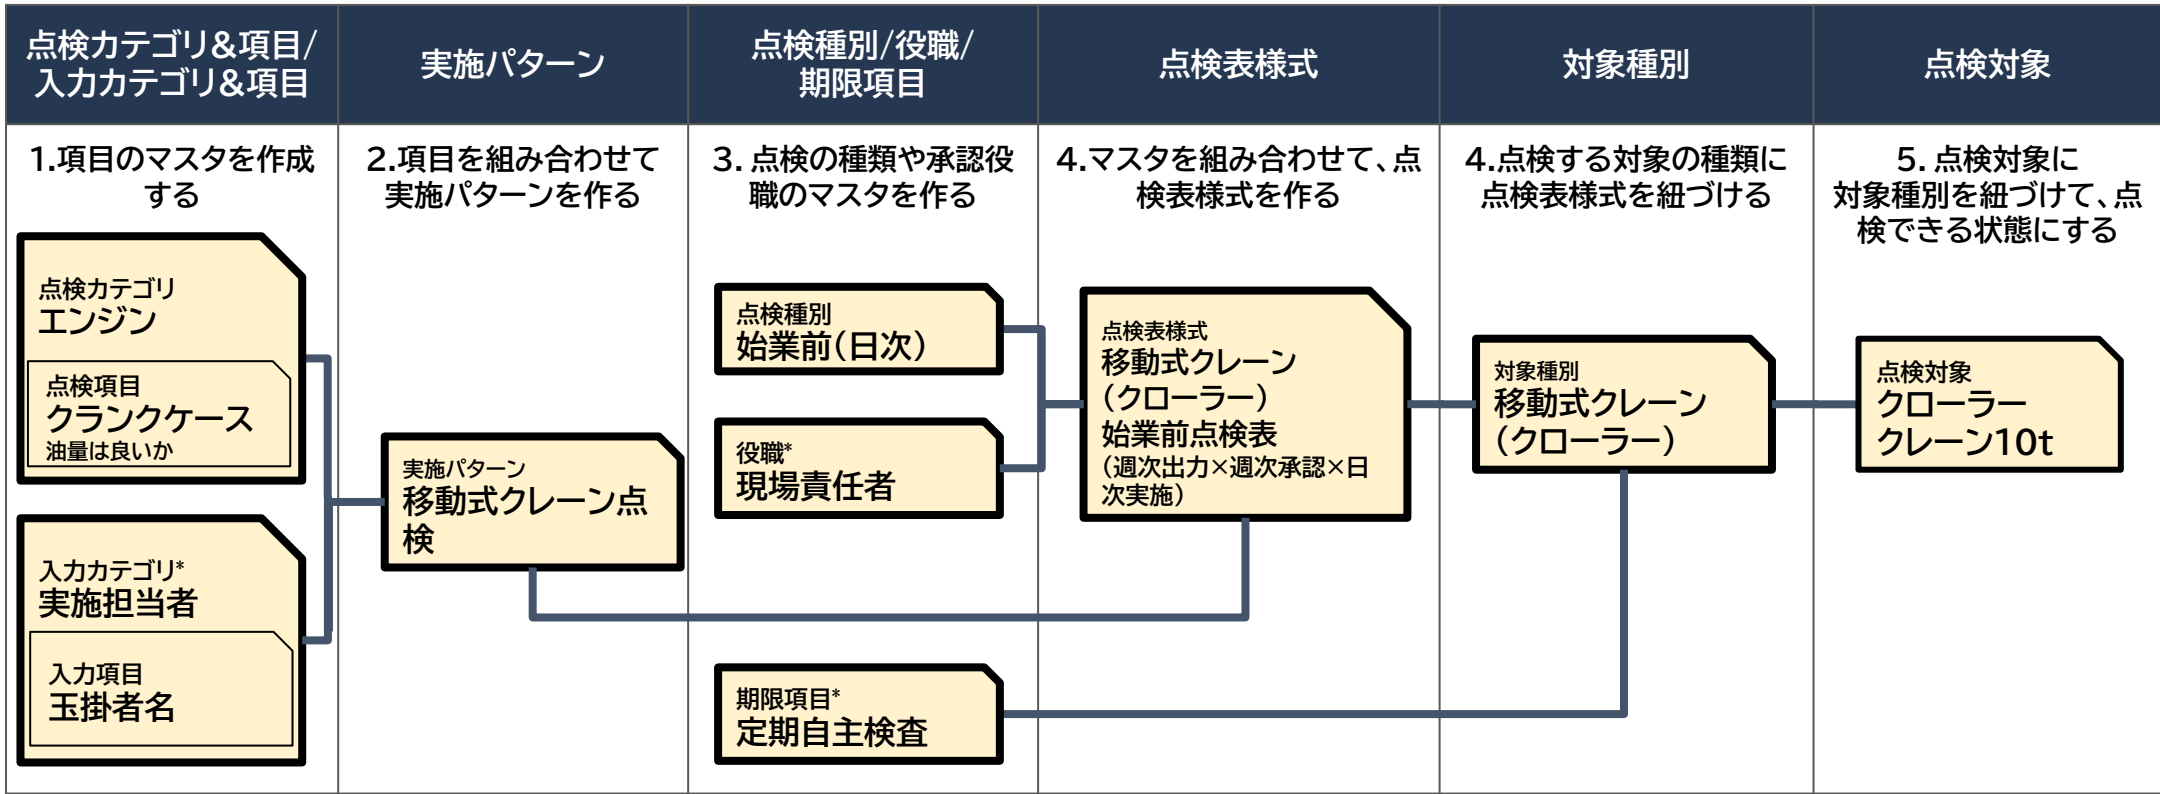 点検カテゴリ&項目/
入力カテゴリ&項目
実施パターン
点検種別/役職/
期限項目
点検表様式
対象種別
点検対象
1.項目のマスタを作成
する
2.項目を組み合わせて
実施パターンを作る
3. 点検の種類や承認役
職のマスタを作る
4.マスタを組み合わせて、点
検表様式を作る
4.点検する対象の種類に
点検表様式を紐づける
5. 点検対象に
対象種別を紐づけて、点
検できる状態にする
点検カテゴリ
エンジン
点検項目
クランクケース
油量は良いか
入力カテゴリ*
実施担当者
入力項目
玉掛者名
実施パターン
移動式クレーン点
検
点検種別
始業前(日次)
役職*
現場責任者
期限項目*
定期自主検査
点検表様式
移動式クレーン
(クローラー)
始業前点検表
(週次出力×週次承認×日
次実施)
対象種別
移動式クレーン
(クローラー)
点検対象
クローラー
クレーン10t